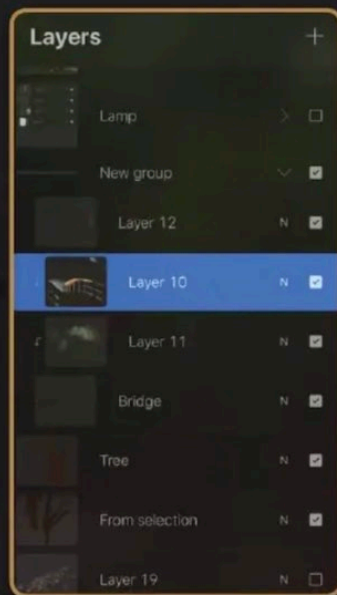 Layers +
Lamp
New group
Layer 12 N
Layer 10 N
Layer 11 N
Bridge N
Tree N
From selection N
Layer 19 N